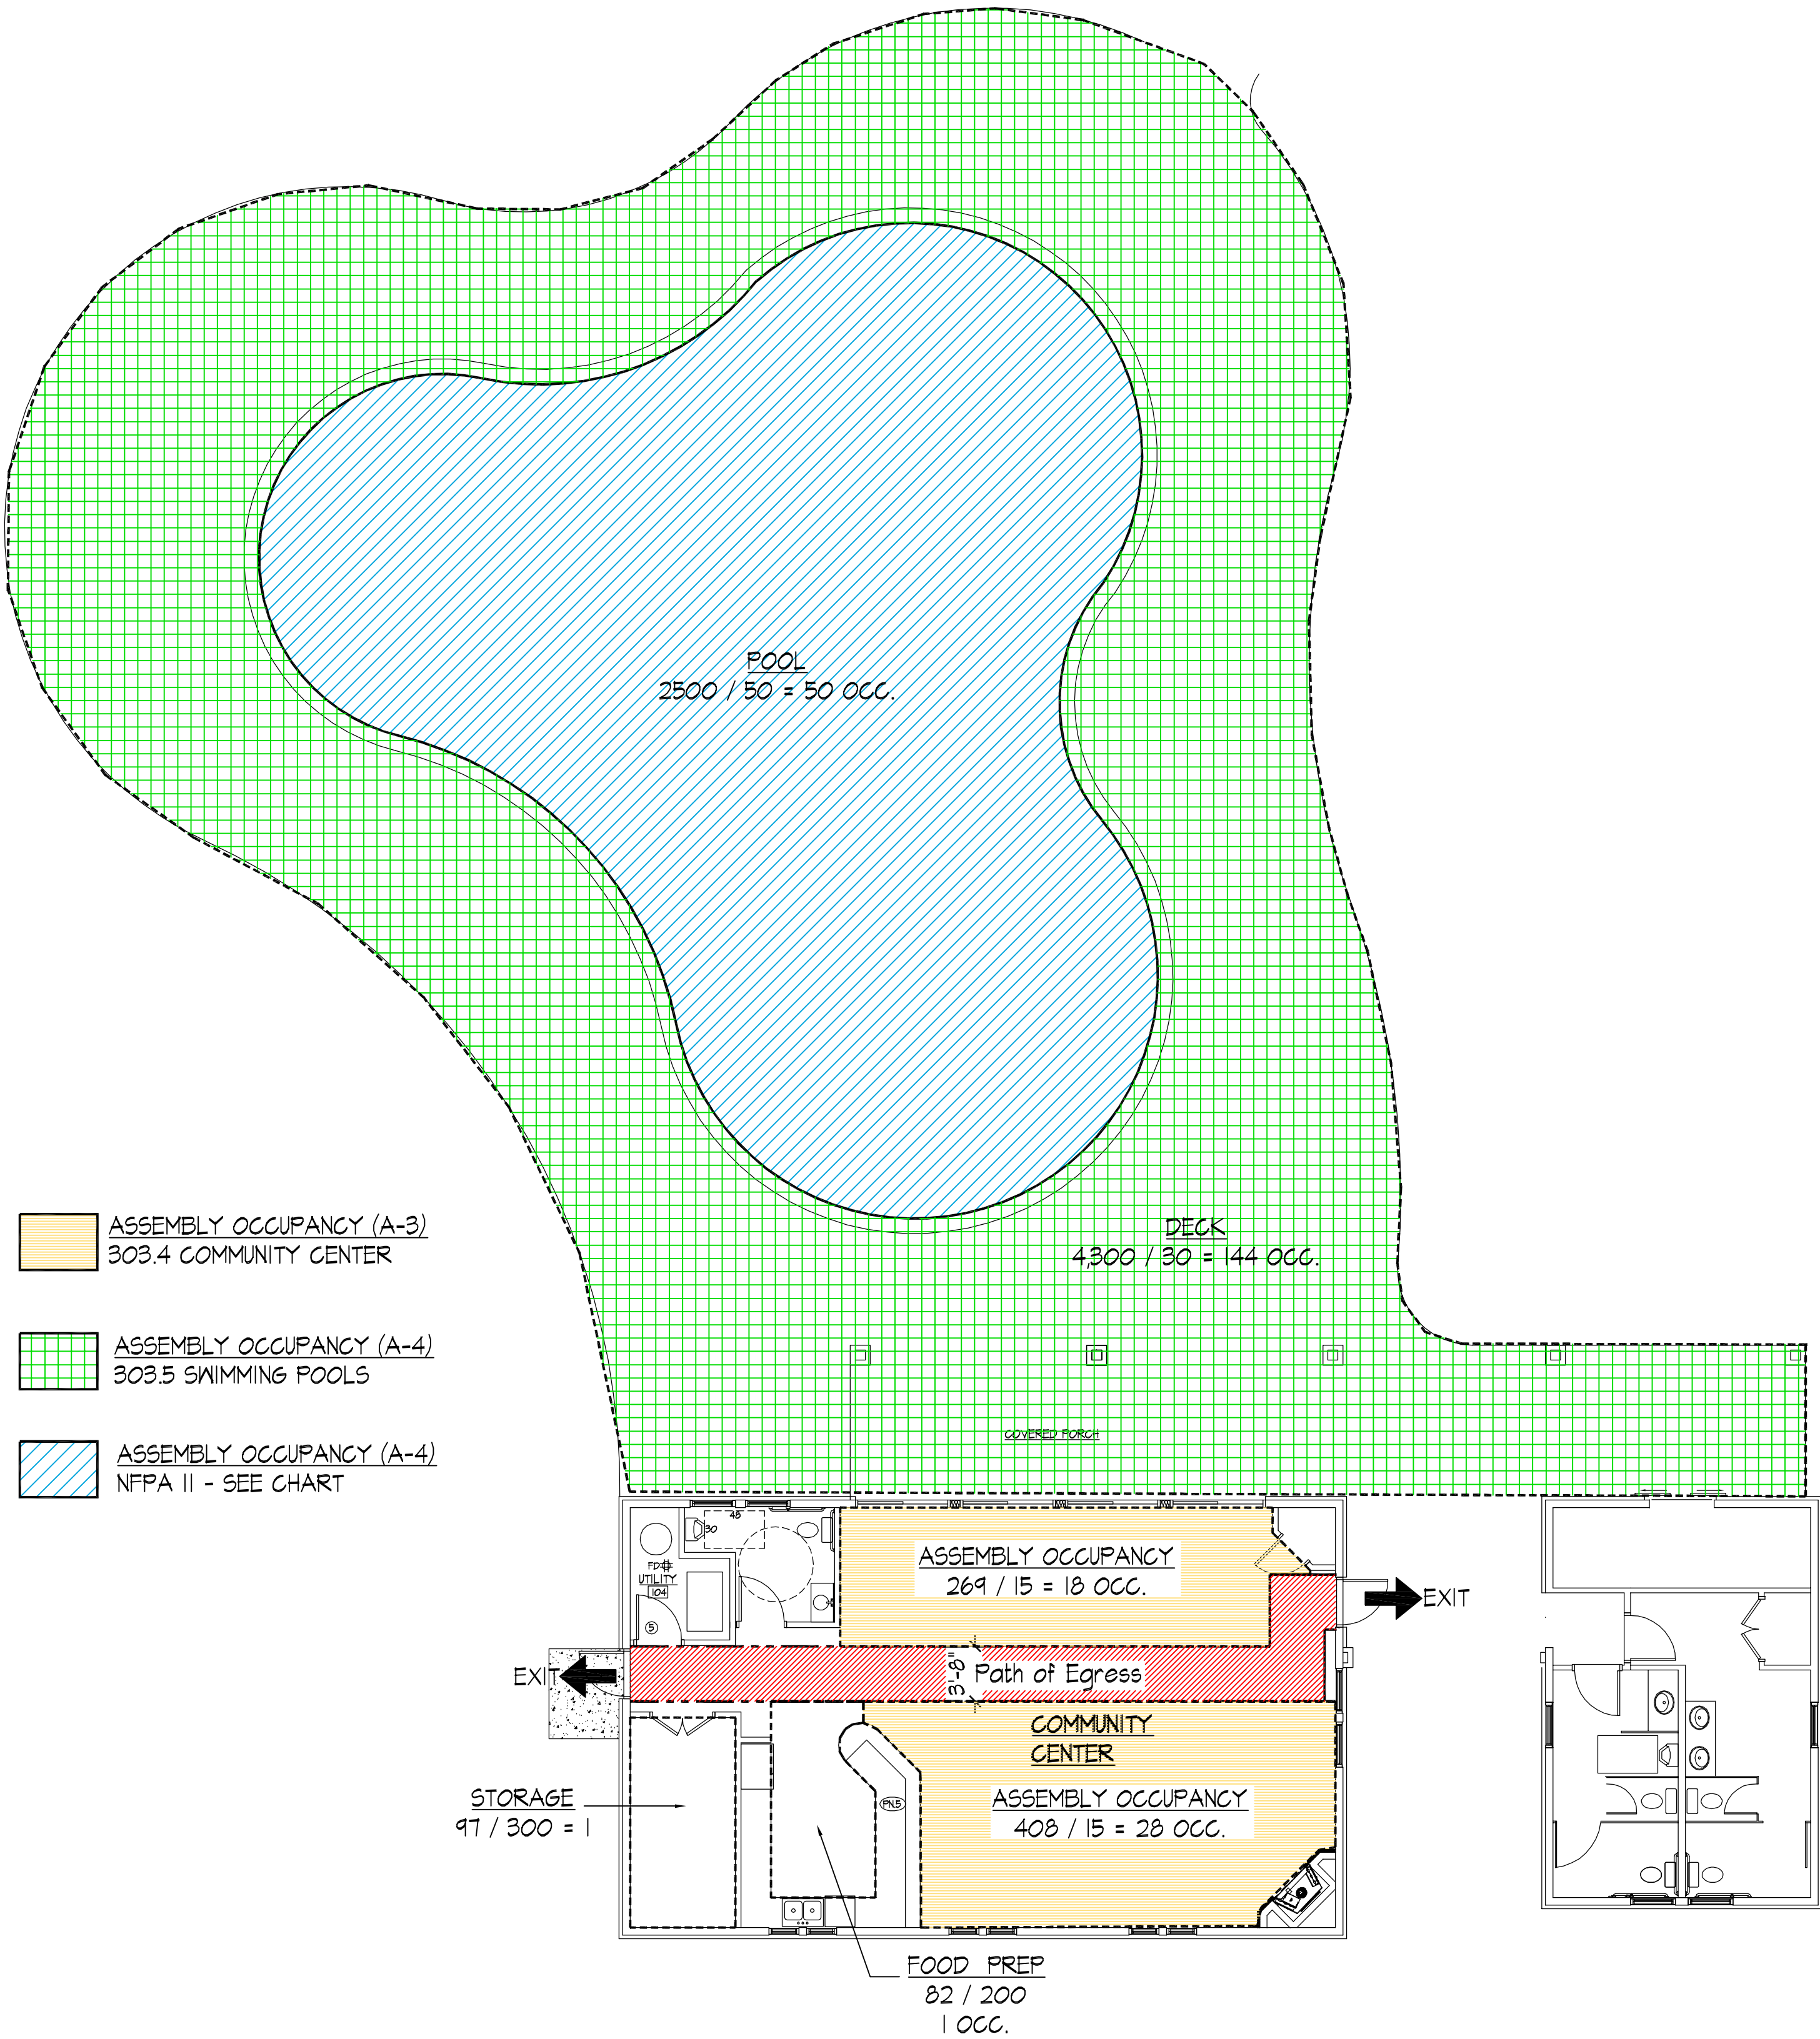 POOL
2500 / 50 = 50 OCC.
ASSEMBLY OCCUPANCY (A-3)
303.4 COMMUNITY CENTER
DECK
4,300 / 30 = 144 OCC.
ASSEMBLY OCCUPANCY (A-4)
303.5 SWIMMING POOLS
COVERED PORCH
ASSEMBLY OCCUPANCY (A-4)
NFPA 11 - SEE CHART
48
30
FD
UTILITY
104
5
ASSEMBLY OCCUPANCY
269 / 15 = 18 OCC.
EXIT
EXIT
3'-8"
Path of Egress
COMMUNITY
CENTER
STORAGE
97 / 300 = 1
PN.5
ASSEMBLY OCCUPANCY
408 / 15 = 28 OCC.
FOOD PREP
82 / 200
1 OCC.